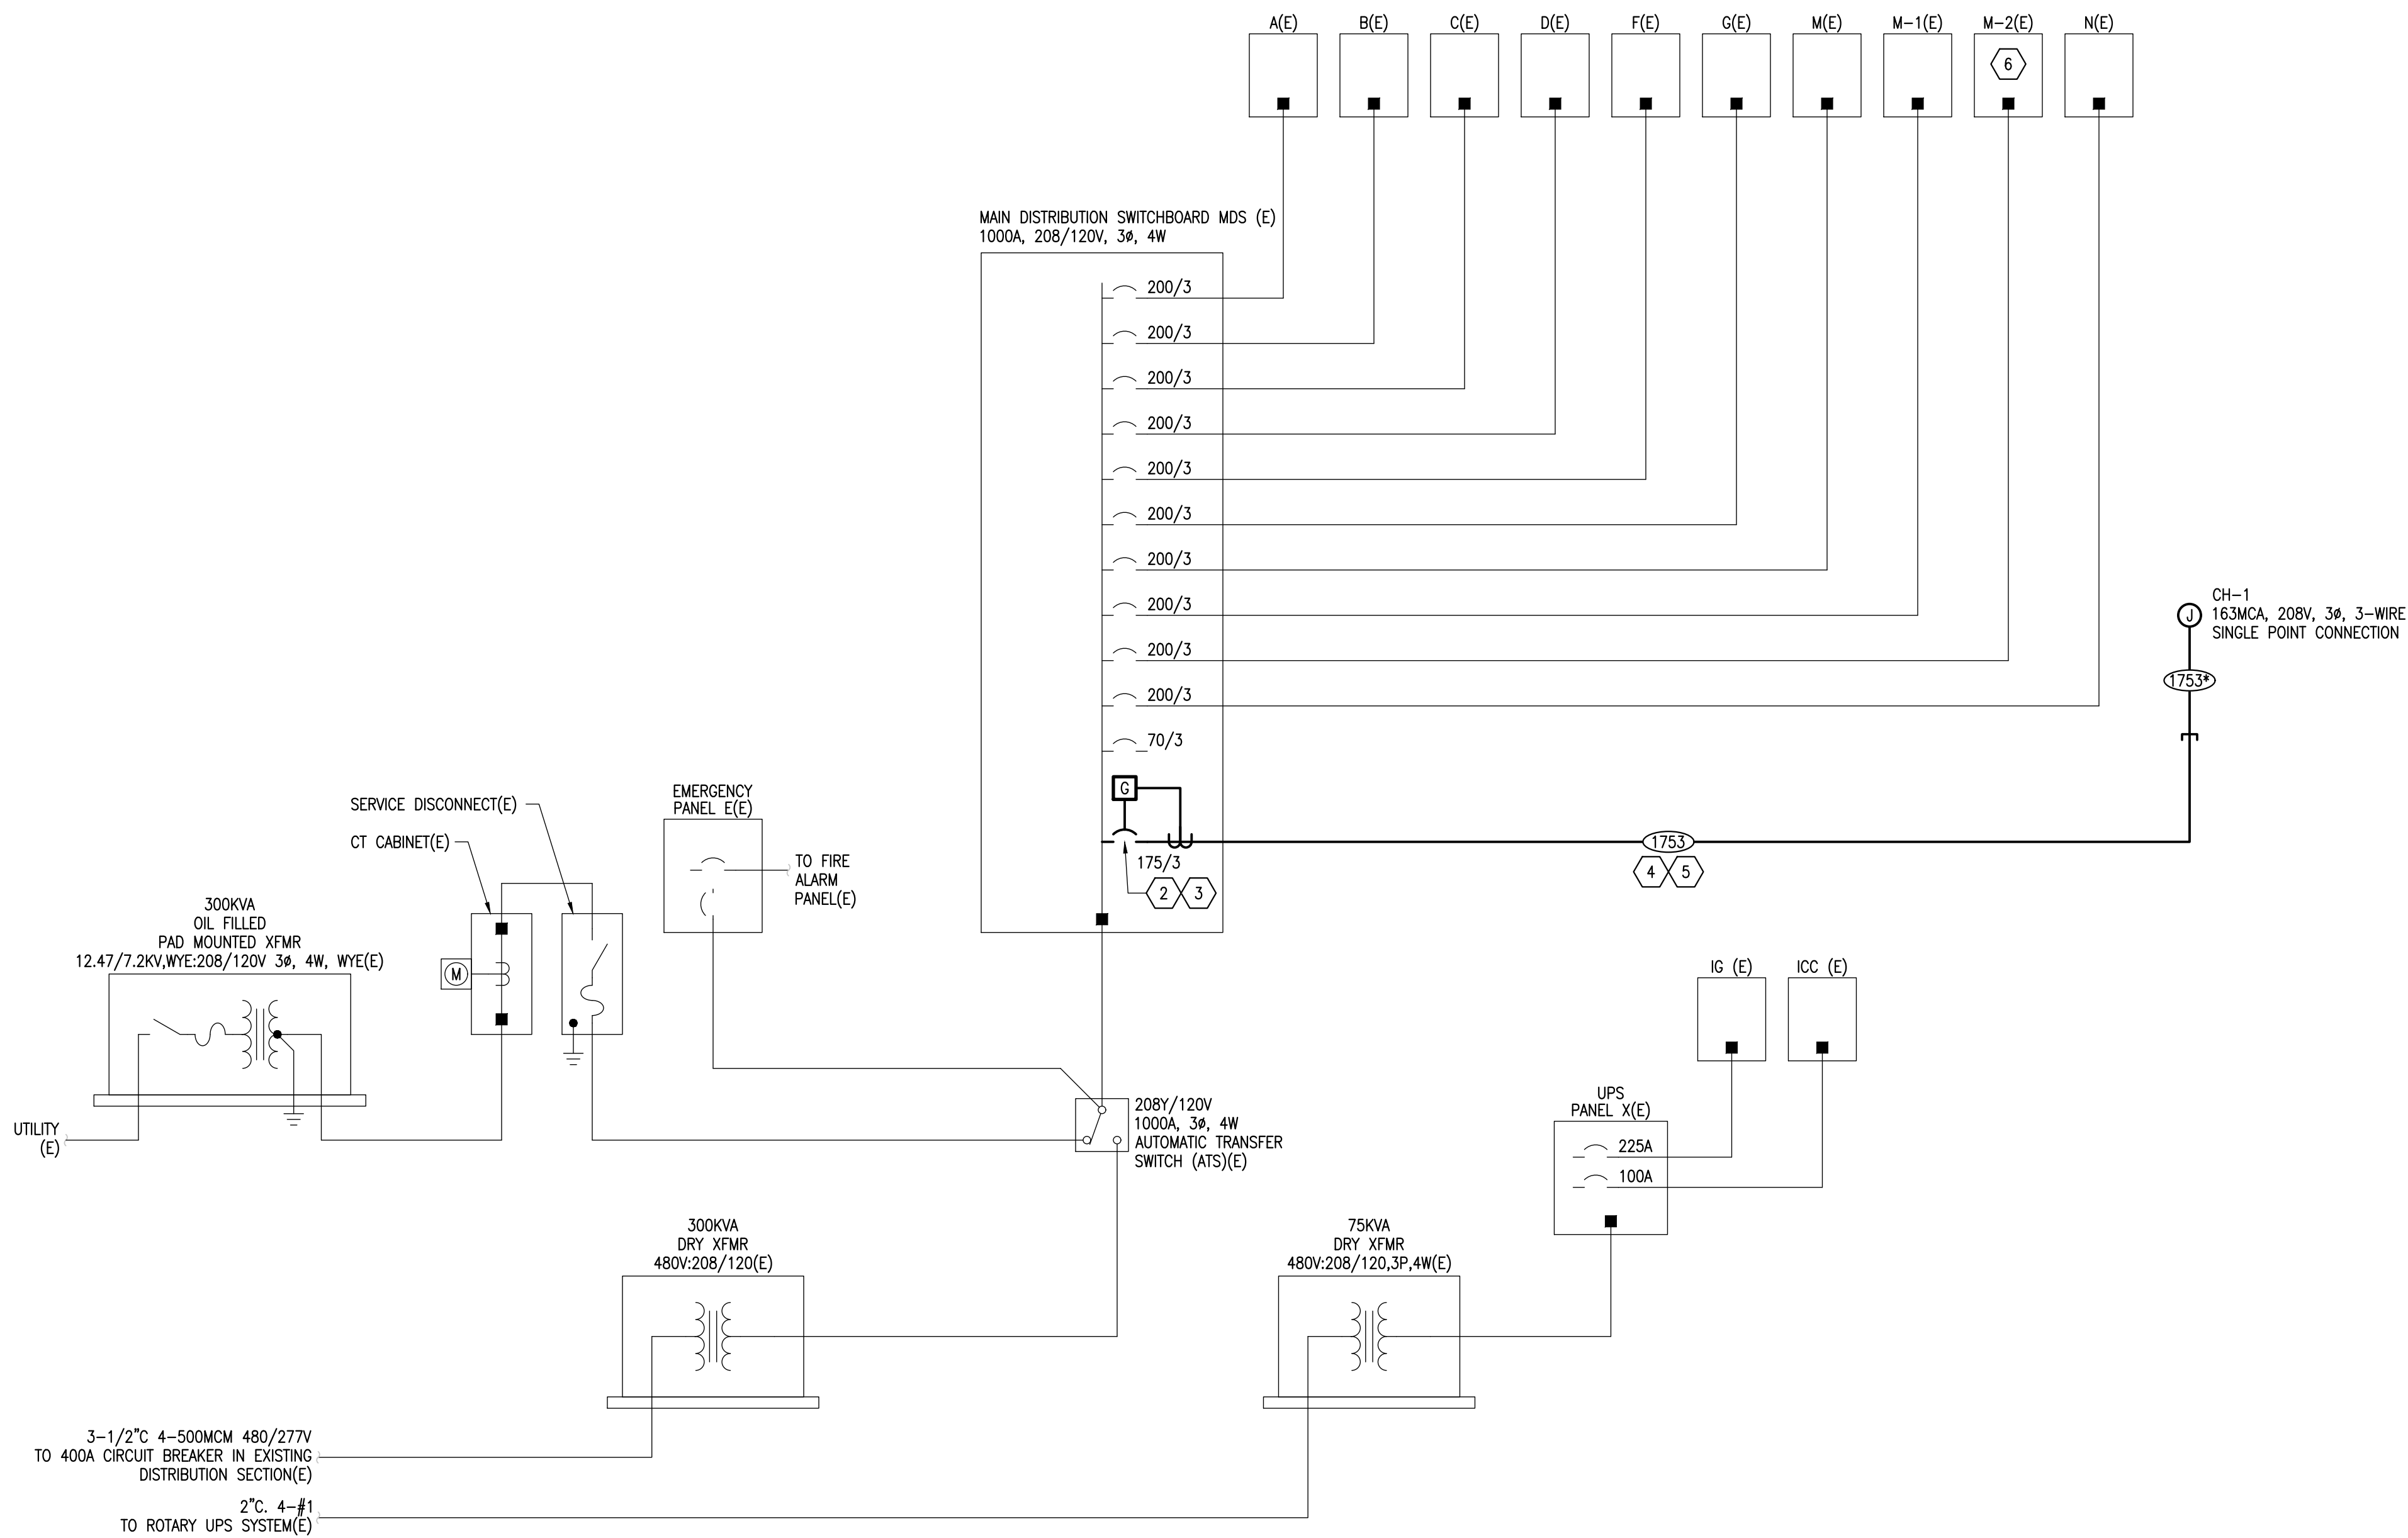 A(E)
B(E)
C(E)
D(E)
F(E)
G(E)
M(E)
M-1(E)
M-2(E)
N(E)
6
MAIN DISTRIBUTION SWITCHBOARD MDS (E)
1000A, 208/120V, 3ø, 4W
200/3
200/3
200/3
200/3
200/3
200/3
200/3
200/3
200/3
200/3
70/3
G
175/3
2
3
1753
4
5
J
CH-1
163MCA, 208V, 3ø, 3-WIRE
SINGLE POINT CONNECTION
1753*
SERVICE DISCONNECT(E)
CT CABINET(E)
EMERGENCY
PANEL E(E)
TO FIRE
ALARM
PANEL(E)
300KVA
OIL FILLED
PAD MOUNTED XFMR
12.47/7.2KV,WYE:208/120V 3ø, 4W, WYE(E)
M
UTILITY
(E)
208Y/120V
1000A, 3ø, 4W
AUTOMATIC TRANSFER
SWITCH (ATS)(E)
IG (E)
ICC (E)
UPS
PANEL X(E)
225A
100A
300KVA
DRY XFMR
480V:208/120(E)
75KVA
DRY XFMR
480V:208/120,3P,4W(E)
3-1/2"C 4-500MCM 480/277V
TO 400A CIRCUIT BREAKER IN EXISTING
DISTRIBUTION SECTION(E)
2"C. 4-#1
TO ROTARY UPS SYSTEM(E)